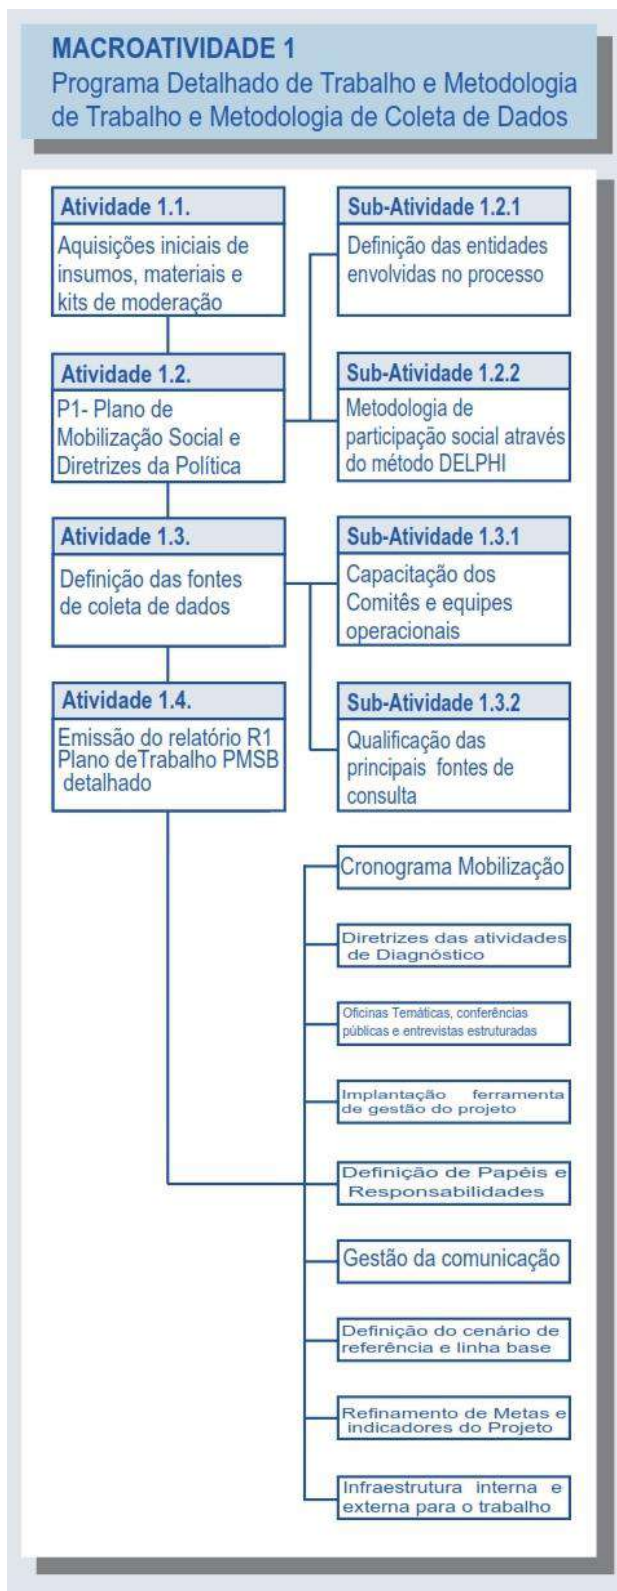 MACROATIVIDADE 1
Programa Detalhado de Trabalho e Metodologia
de Trabalho e Metodologia de Coleta de Dados
Atividade 1.1.
Aquisições iniciais de
insumos, materiais e
kits de moderação
Sub-Atividade 1.2.1
Definição das entidades
envolvidas no processo
Atividade 1.2.
P1- Plano de
Mobilização Social e
Diretrizes da Política
Sub-Atividade 1.2.2
Metodologia de
participação social através
do método DELPHI
Atividade 1.3.
Definição das fontes
de coleta de dados
Sub-Atividade 1.3.1
Capacitação dos
Comitês e equipes
operacionais
Atividade 1.4.
Emissão do relatório R1
Plano deTrabalho PMSB
detalhado
Sub-Atividade 1.3.2
Qualificação das
principais fontes de
consulta
Cronograma Mobilização
Diretrizes das atividades
de Diagnóstico
Oficinas Temáticas, conferências
públicas e entrevistas estruturadas
Implantação ferramenta
de gestão do projeto
Definição de Papéis e
Responsabilidades
Gestão da comunicação
Definição do cenário de
referência e linha base
Refinamento de Metas e
indicadores do Projeto
Infraestrutura interna e
externa para o trabalho